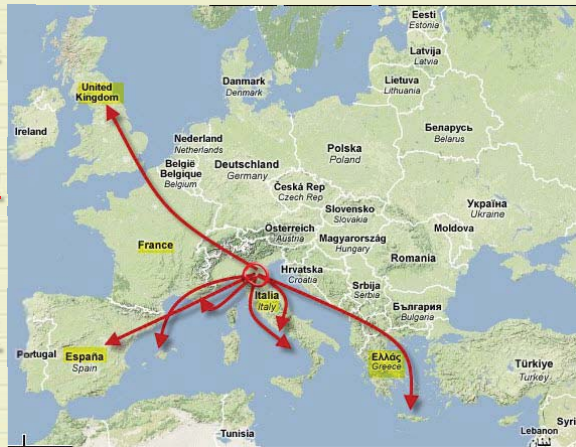 Eesti
Estonia
Latvija
Latvia
United
Kingdom
Danmark
Denmark
Lietuva
Lithuania
Ireland
Беларусь
Belarus
Nederland
Netherlands
Polska
Poland
België
Belgique
Belgium
Deutschland
Germany
Česká Rep
Czech Rep
Україна
Ukraine
Slovensko
Slovakia
Moldova
France
Österreich
Austria
Magyarország
Hungary
Romania
Hrvatska
Croatia
Italia
Italy
Srbija
Serbia
България
Bulgaria
Portugal
España
Spain
Ελλάς
Greece
Türkiye
Turkey
Tunisia
Lebanon
Syri